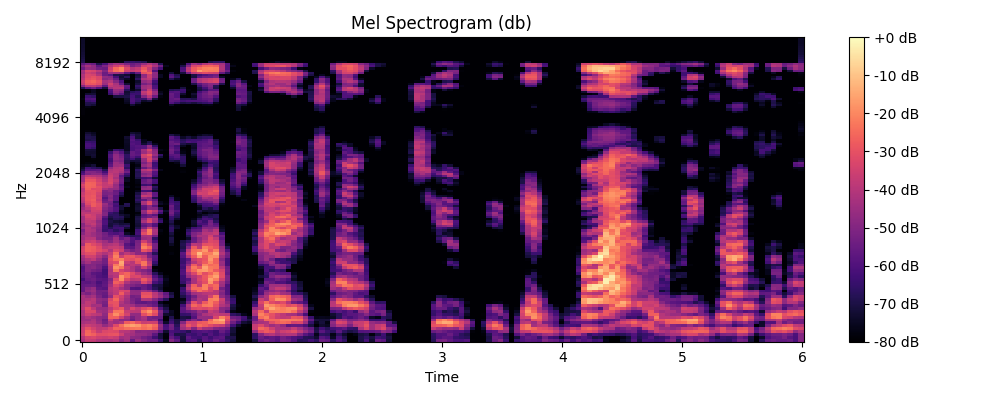 Mel Spectrogram (db)
Hz
8192
4096
2048
1024
512
0
0 1 2 3 4 5 6
Time
+0 dB
-10 dB
-20 dB
-30 dB
-40 dB
-50 dB
-60 dB
-70 dB
-80 dB